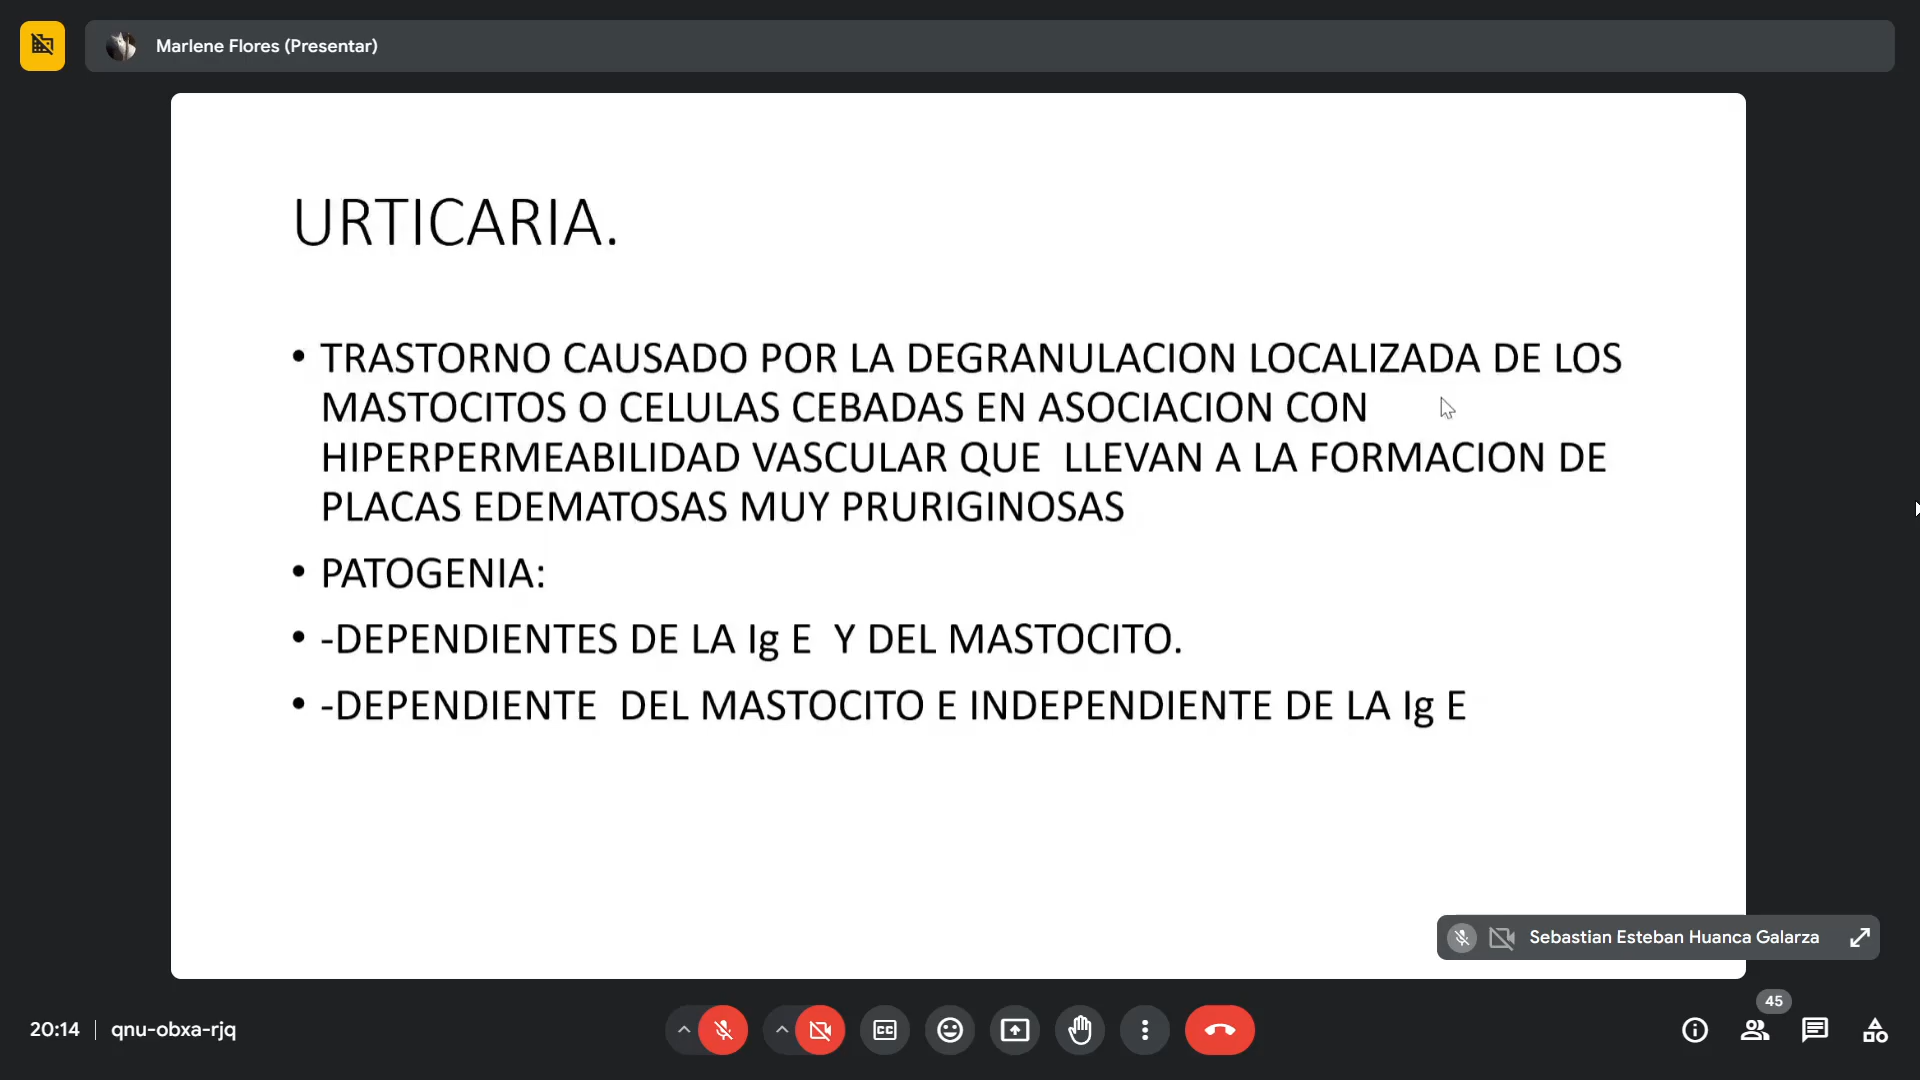 Marlene Flores (Presentar)
URTICARIA.
• TRASTORNO CAUSADO POR LA DEGRANULACION LOCALIZADA DE LOS
MASTOCITOS O CELULAS CEBADAS EN ASOCIACION CON
HIPERPERMEABILIDAD VASCULAR QUE  LLEVAN A LA FORMACION DE
PLACAS EDEMATOSAS MUY PRURIGINOSAS
• PATOGENIA:
• -DEPENDIENTES DE LA Ig E  Y DEL MASTOCITO.
• -DEPENDIENTE  DEL MASTOCITO E INDEPENDIENTE DE LA Ig E
Sebastian Esteban Huanca Galarza
45
20:14 | qnu-obxa-rjq
CC